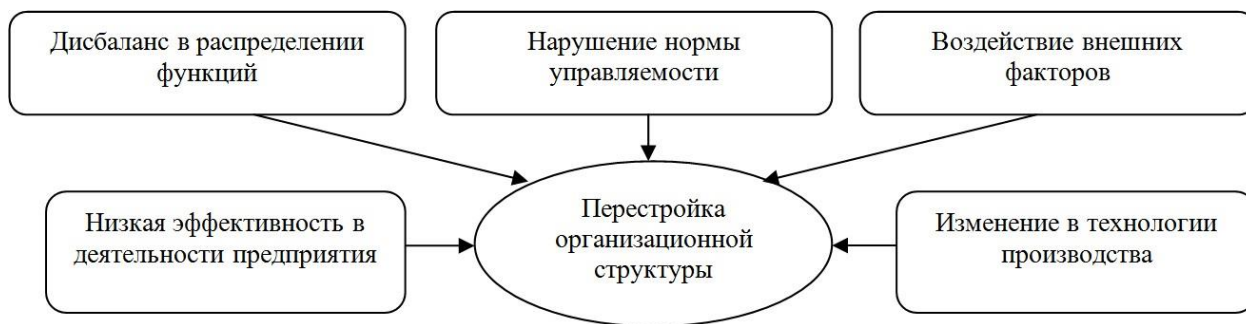 Дисбаланс в распределении
функций
Нарушение нормы
управляемости
Воздействие внешних
факторов
Низкая эффективность в
деятельности предприятия
Перестройка
организационной
структуры
Изменение в технологии
производства